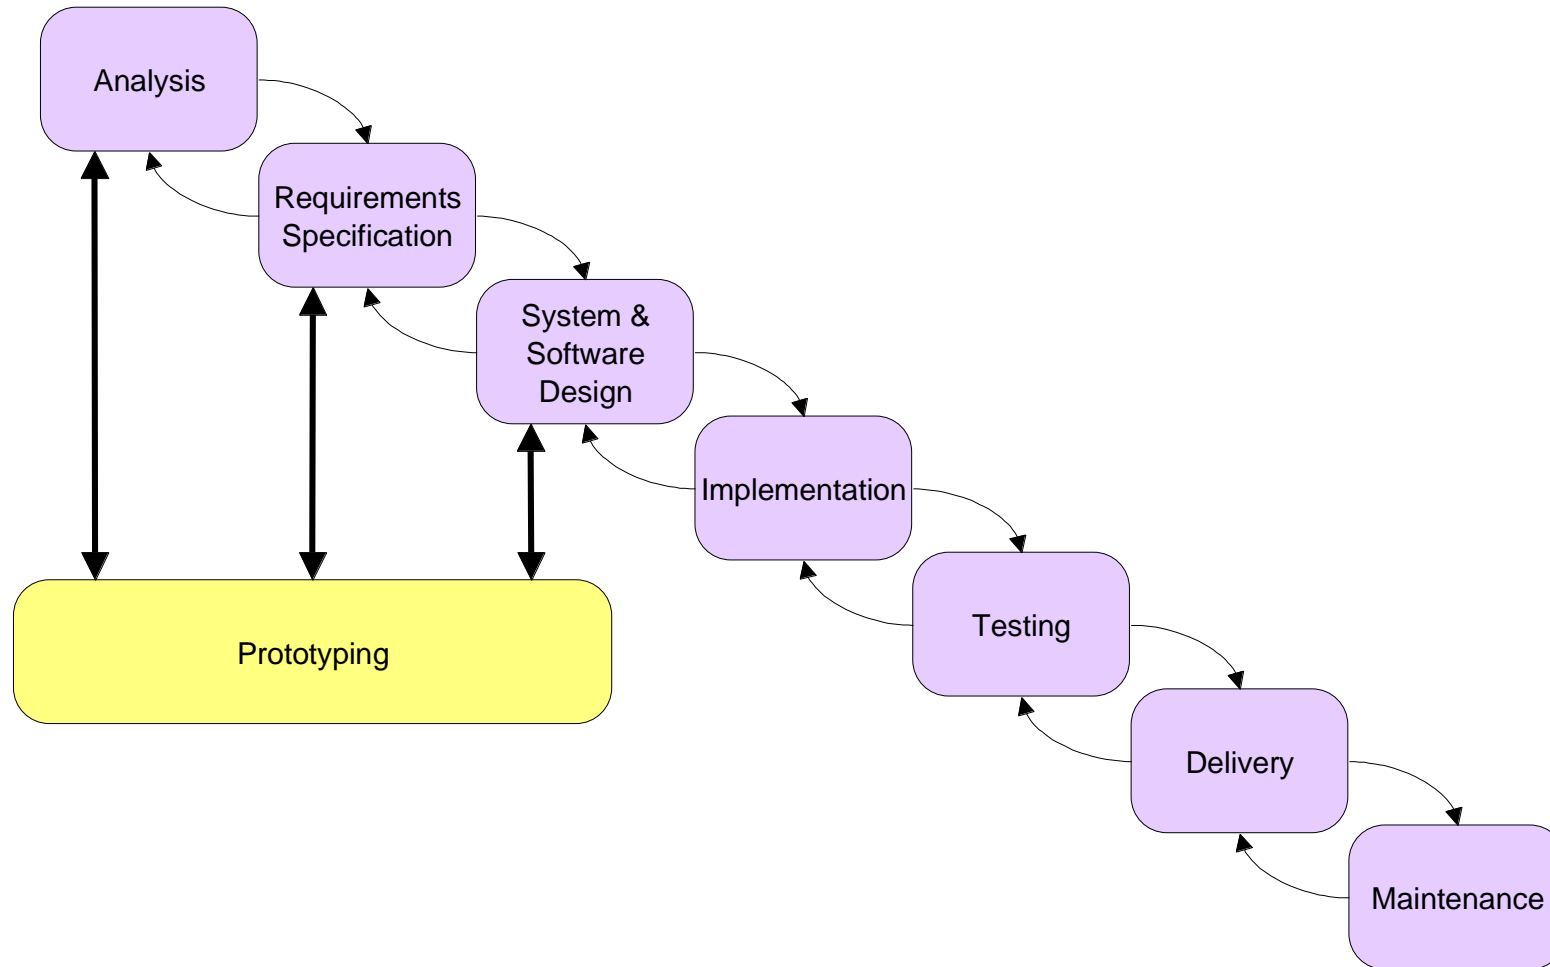 Analysis
Requirements
Specification
System &
Software
Design
Implementation
Testing
Prototyping
Delivery
Maintenance